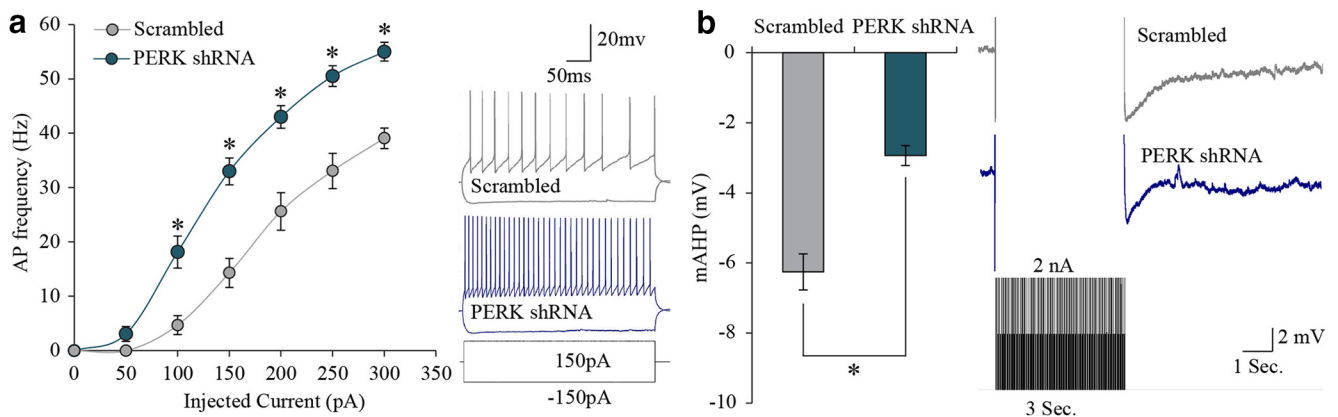 a
Scrambled
PERK shRNA
AP frequency (Hz)
60
50
40
30
20
10
0
* * * * * *
0 50 100 150 200 250 300 350
Injected Current (pA)
20mv
50ms
Scrambled
PERK shRNA
150pA
-150pA
b
Scrambled PERK shRNA
mAHP (mV)
0
-2
-4
-6
-8
-10
*
Scrambled
PERK shRNA
2 nA
2 mV
1 Sec.
3 Sec.